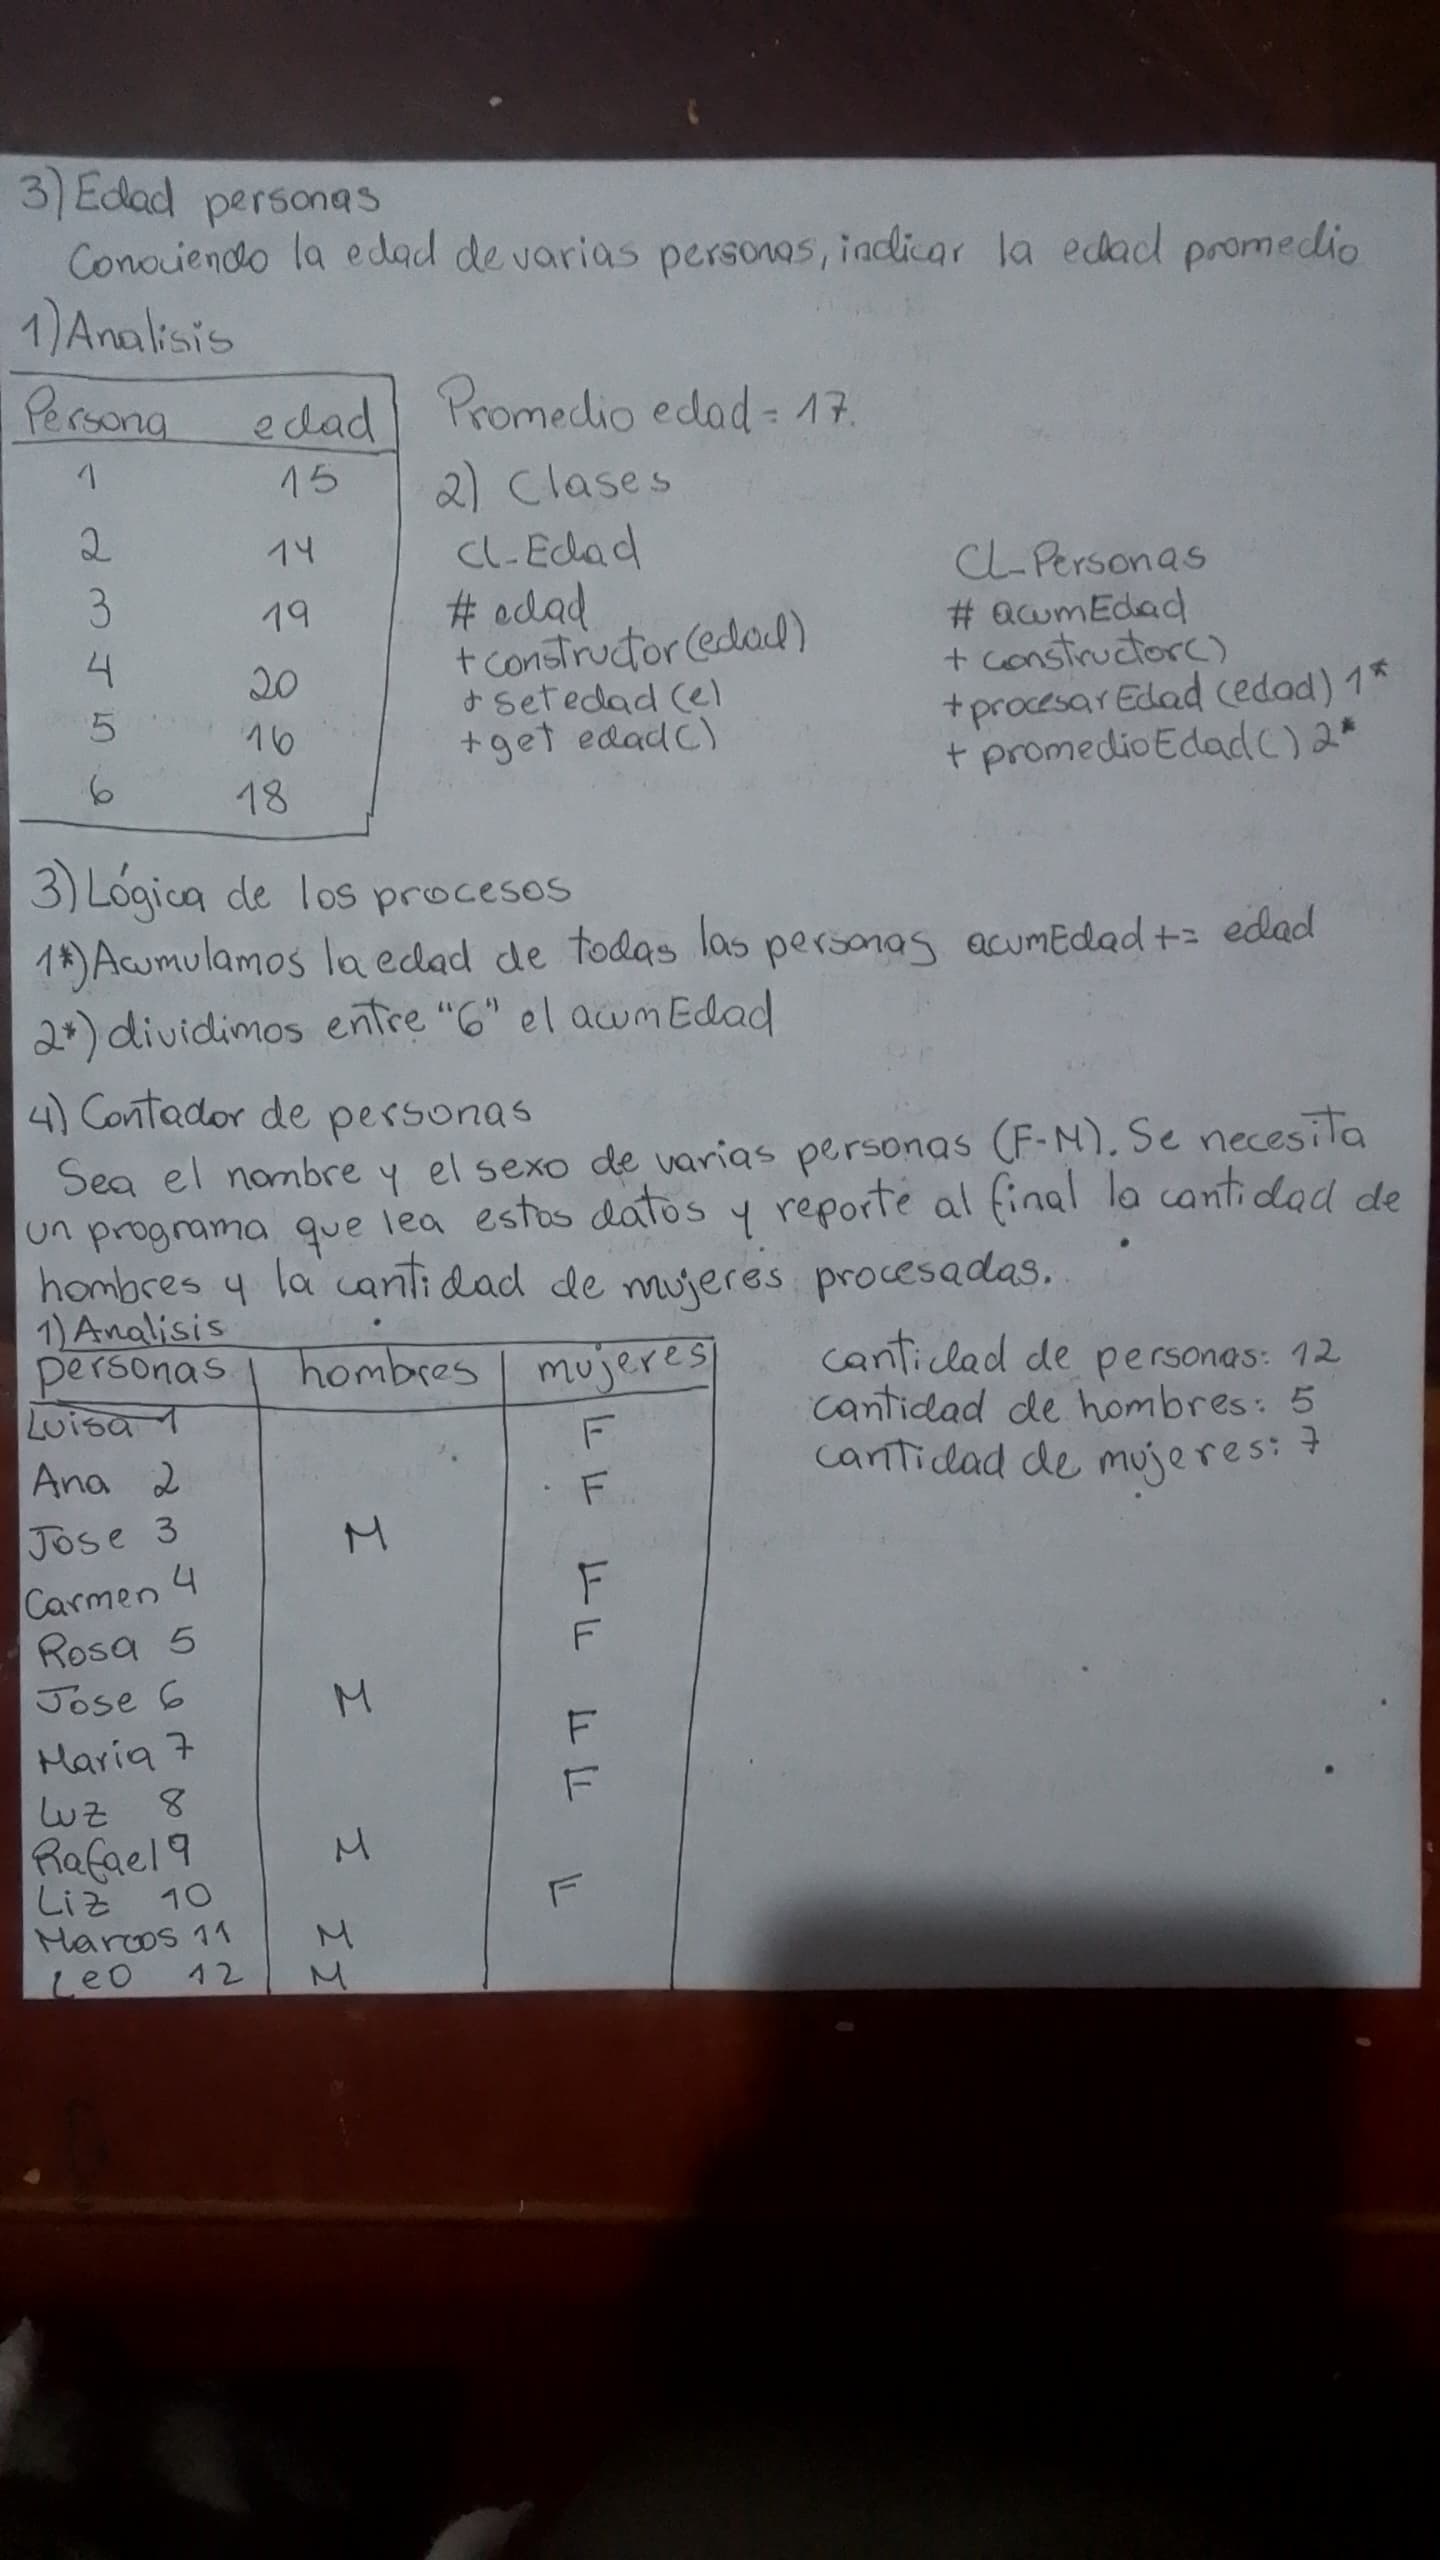 3) Edad personas
Conociendo la edad de varias personas, indicar la edad promedio
1) Analisis
Persona edad
1 15
2 14
3 19
4 20
5 16
6 18
Promedio edad = 17.
2) Clases
Cl_Edad
# edad
+ constructor (edad)
+ set edad (e)
+ get edad ()
CL_Personas
# acumEdad
+ constructor ()
+ procesarEdad (edad) 1*
+ promedioEdad () 2*
3) Lógica de los procesos
1*) Acumulamos la edad de todas las personas acumEdad += edad
2*) dividimos entre "6" el acumEdad
4) Contador de personas
Sea el nombre y el sexo de varias personas (F-M). Se necesita
un programa que lea estos datos y reporte al final la cantidad de
hombres y la cantidad de mujeres procesadas.
1) Analisis
personas hombres mujeres
Luisa 1 F
Ana 2 F
Jose 3 M
Carmen 4 F
Rosa 5 F
Jose 6 M
Maria 7 F
Luz 8 F
Rafael 9 M
Liz 10 F
Marcos 11 M
Leo 12 M
cantidad de personas: 12
cantidad de hombres: 5
cantidad de mujeres: 7